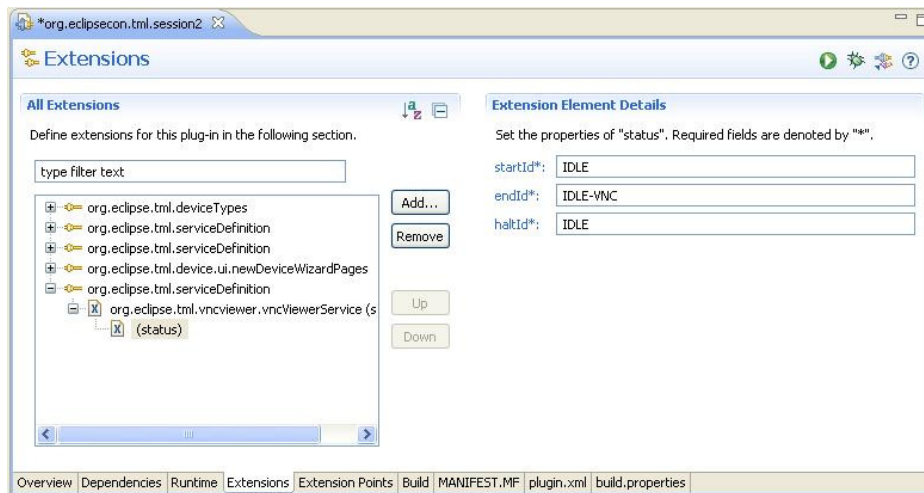 *org.eclipsecon.tml.session2
Extensions
All Extensions
Define extensions for this plug-in in the following section.
type filter text
org.eclipse.tml.deviceTypes
org.eclipse.tml.serviceDefinition
org.eclipse.tml.serviceDefinition
org.eclipse.tml.device.ui.newDeviceWizardPages
org.eclipse.tml.serviceDefinition
org.eclipse.tml.vncviewer.vncViewerService (s
(status)
Add...
Remove
Up
Down
Extension Element Details
Set the properties of "status". Required fields are denoted by "*".
startId*: IDLE
endId*: IDLE-VNC
haltId*: IDLE
Overview Dependencies Runtime Extensions Extension Points Build MANIFEST.MF plugin.xml build.properties